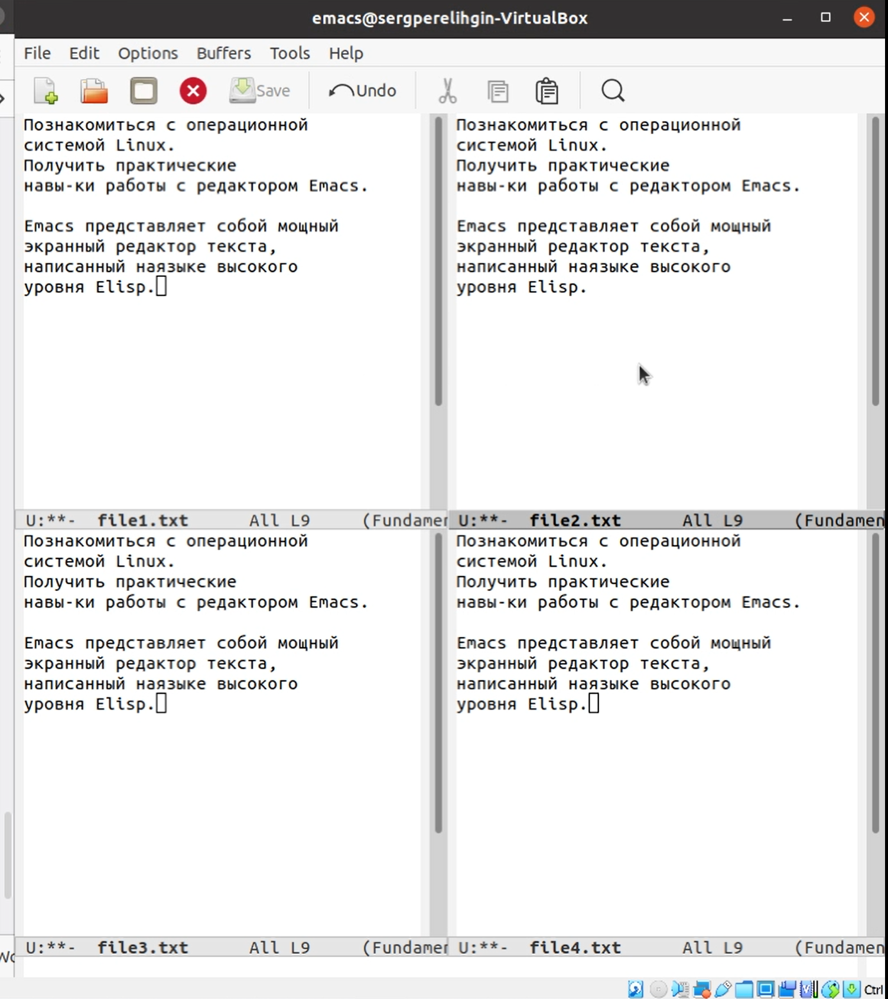 emacs@sergperelihgin-VirtualBox
File Edit Options Buffers Tools Help
Save Undo
Познакомиться с операционной
системой Linux.
Получить практические
навы-ки работы с редактором Emacs.
Emacs представляет собой мощный
экранный редактор текста,
написанный наязыке высокого
уровня Elisp.
U:**- file1.txt All L9 (Fundamen
Познакомиться с операционной
системой Linux.
Получить практические
навы-ки работы с редактором Emacs.
Emacs представляет собой мощный
экранный редактор текста,
написанный наязыке высокого
уровня Elisp.
U:**- file2.txt All L9 (Fundamen
Познакомиться с операционной
системой Linux.
Получить практические
навы-ки работы с редактором Emacs.
Emacs представляет собой мощный
экранный редактор текста,
написанный наязыке высокого
уровня Elisp.
U:**- file3.txt All L9 (Fundamen
Познакомиться с операционной
системой Linux.
Получить практические
навы-ки работы с редактором Emacs.
Emacs представляет собой мощный
экранный редактор текста,
написанный наязыке высокого
уровня Elisp.
U:**- file4.txt All L9 (Fundamen
Ctrl